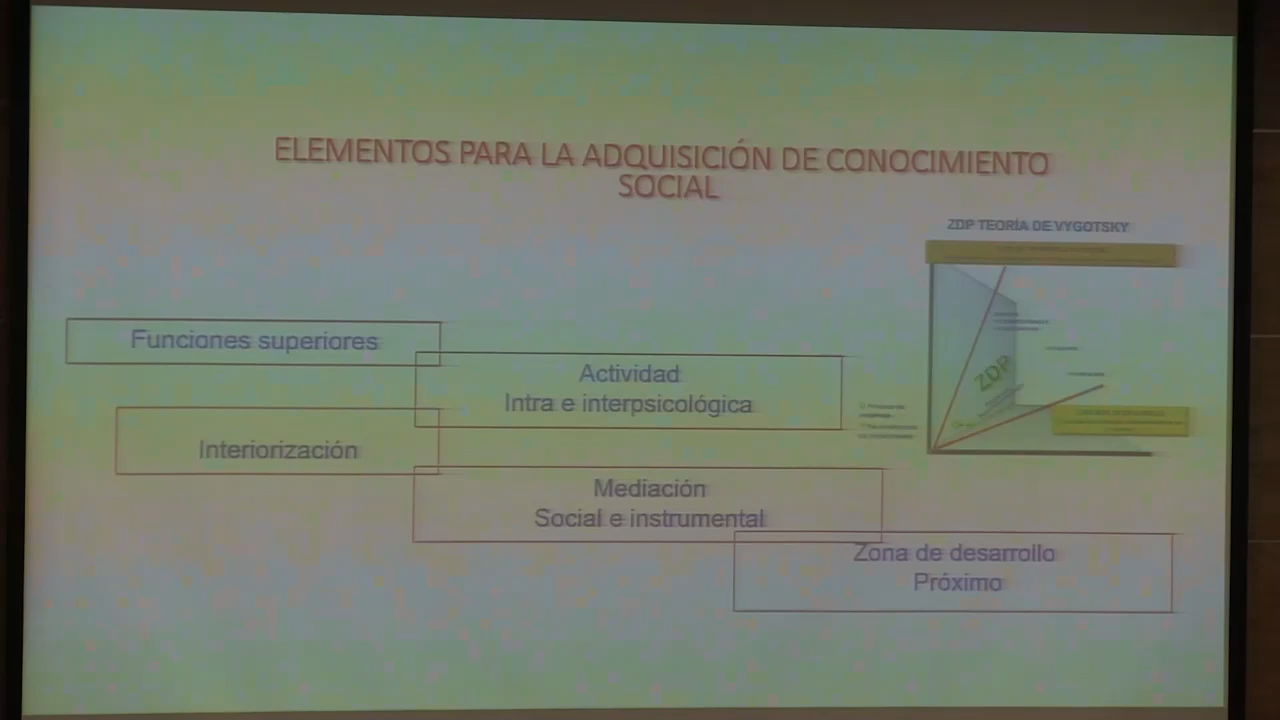 ELEMENTOS PARA LA ADQUISICIÓN DE CONOCIMIENTO
SOCIAL
ZDP TEORÍA DE VYGOTSKY
Funciones superiores
Actividad
Intra e interpsicológica
ZDP
Interiorización
Mediación
Social e instrumental
Zona de desarrollo
Próximo